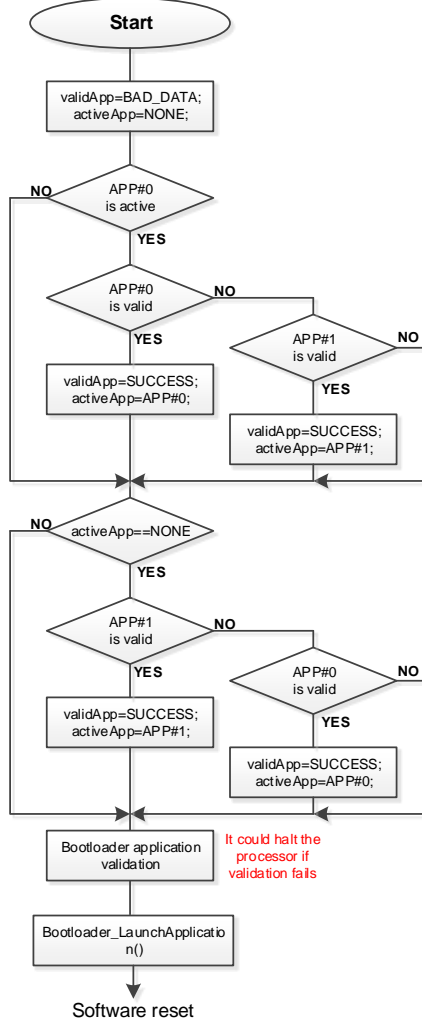 Start
validApp=BAD_DATA;
activeApp=NONE;
NO
APP#0
is active
YES
APP#0
is valid
NO
YES
APP#1
is valid
NO
YES
validApp=SUCCESS;
activeApp=APP#0;
validApp=SUCCESS;
activeApp=APP#1;
NO
activeApp==NONE
YES
APP#1
is valid
NO
YES
APP#0
is valid
NO
YES
validApp=SUCCESS;
activeApp=APP#1;
validApp=SUCCESS;
activeApp=APP#0;
Bootloader application
validation
It could halt the
processor if
validation fails
Bootloader_LaunchApplicatio
n()
Software reset